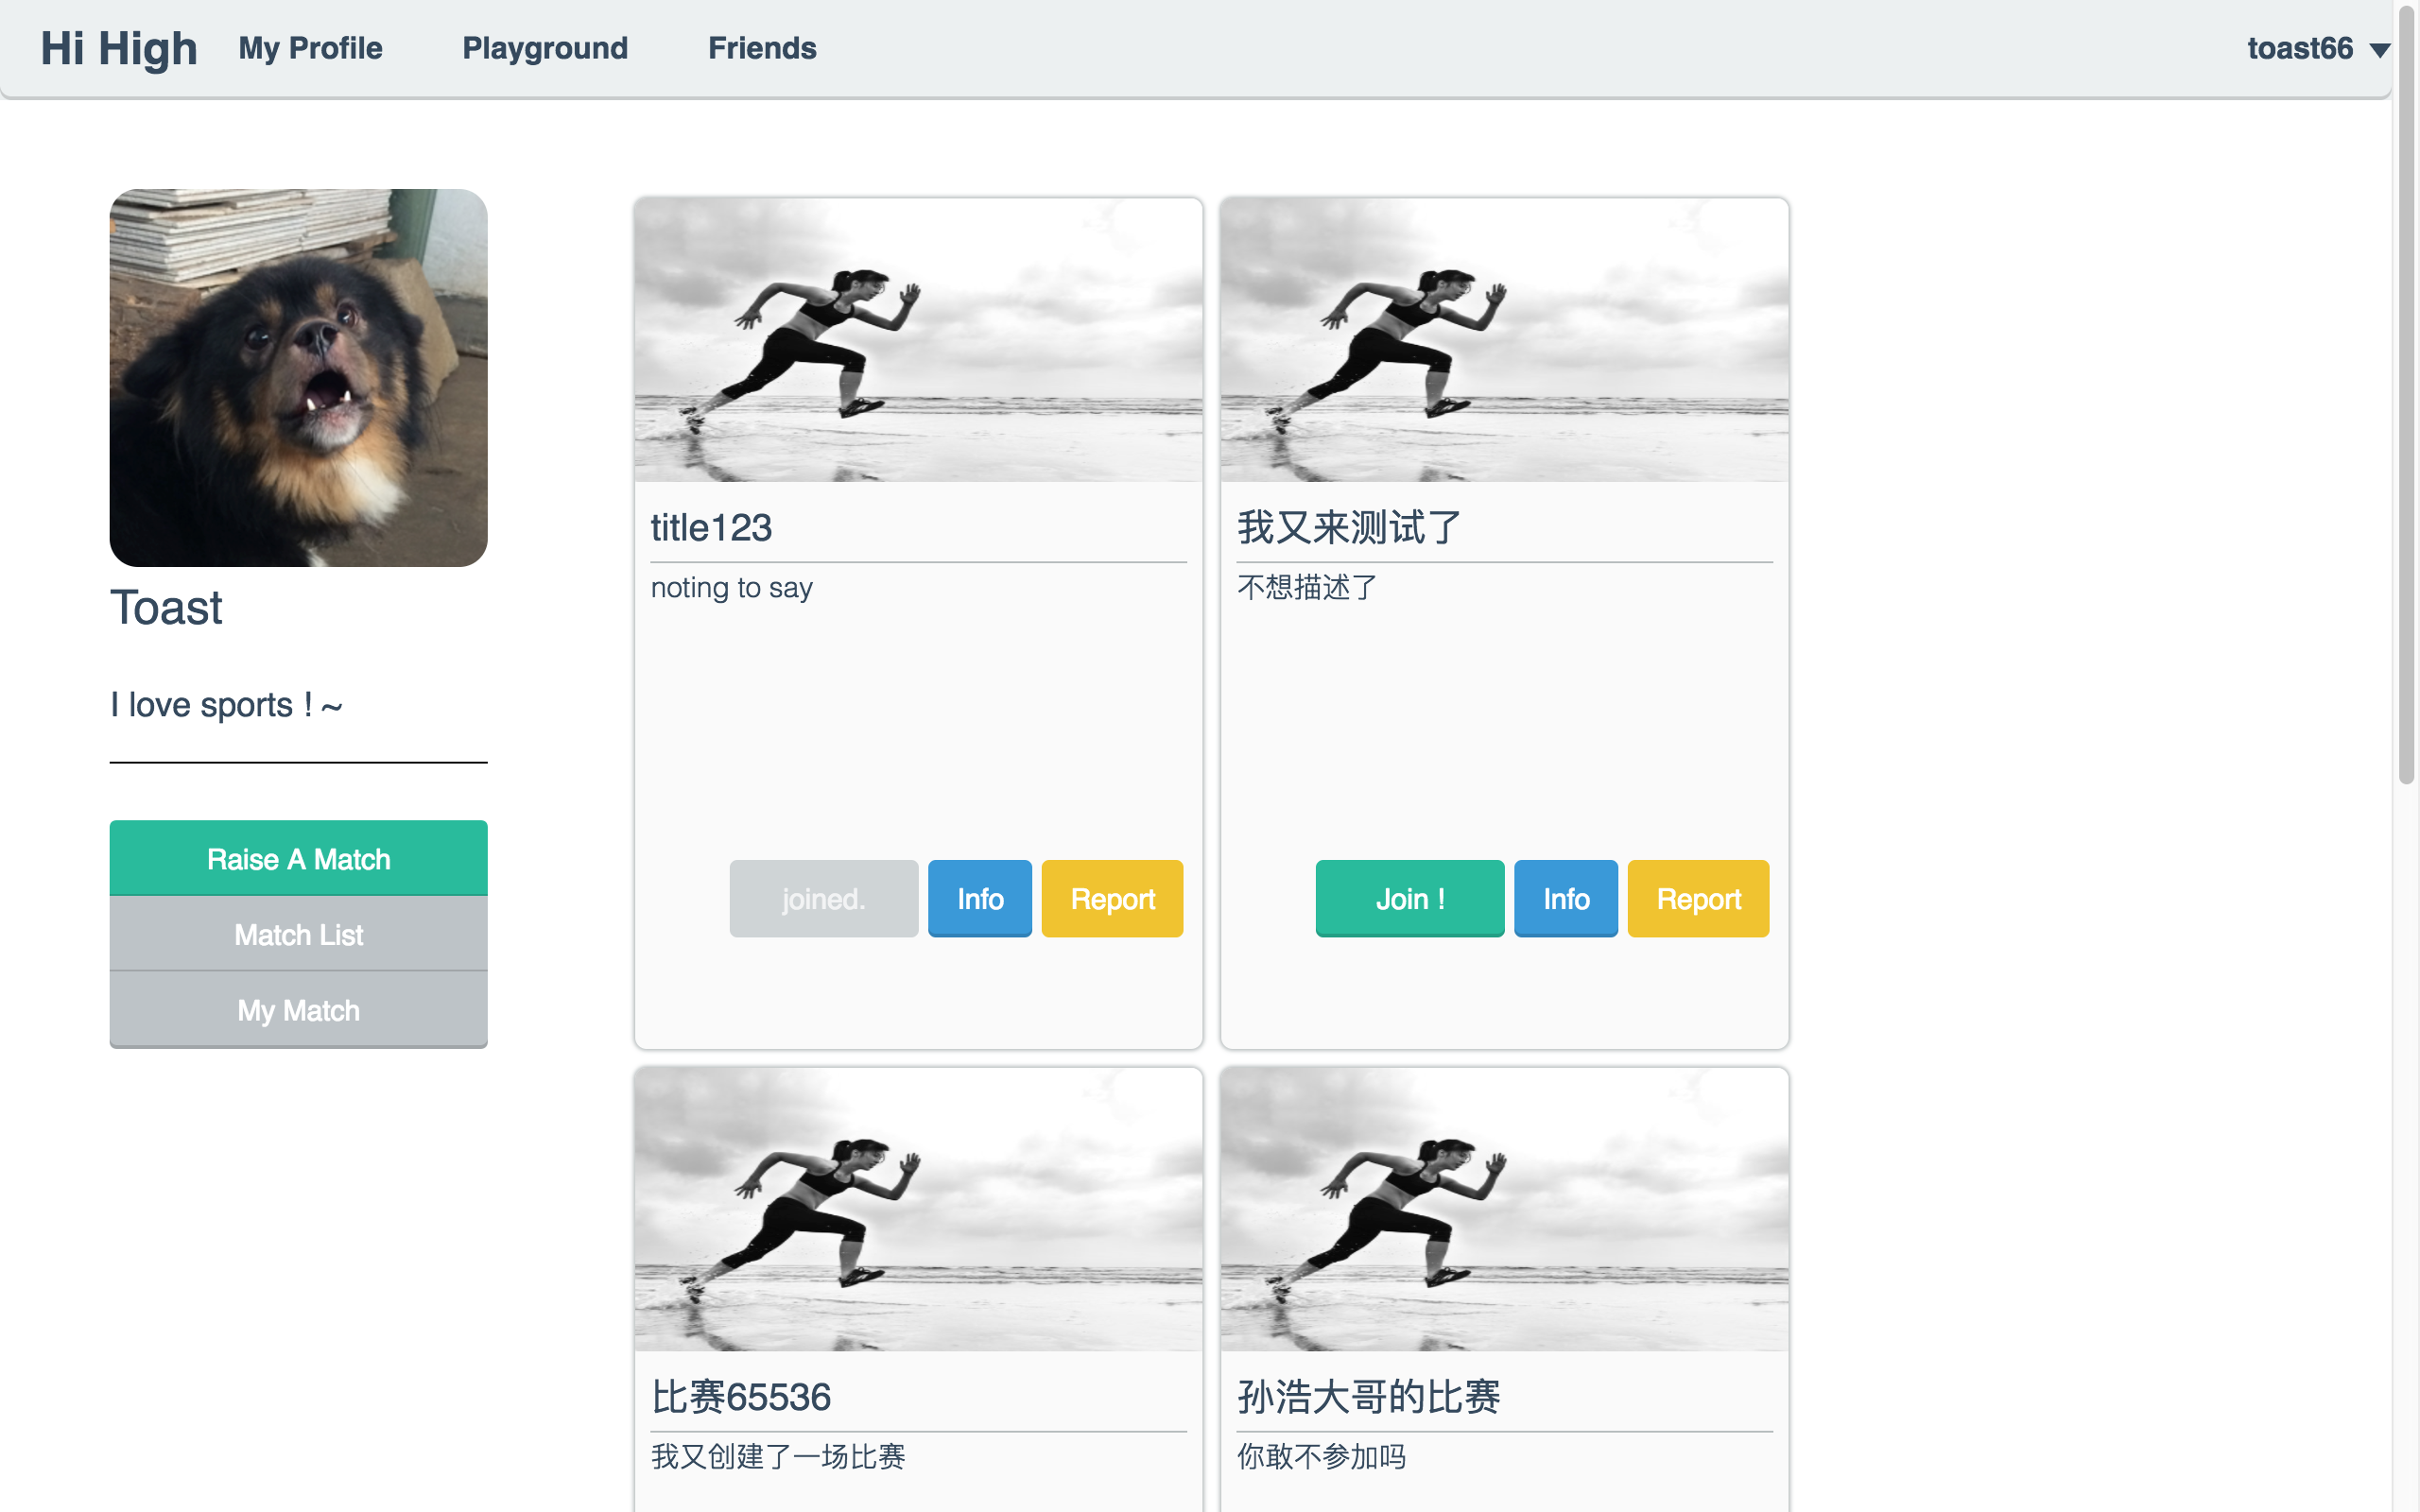 Hi High My Profile Playground Friends toast66
Toast
I love sports ! ~
Raise A Match
Match List
My Match
title123
noting to say
joined. Info Report
我又来测试了
不想描述了
Join ! Info Report
比赛65536
我又创建了一场比赛
孙浩大哥的比赛
你敢不参加吗